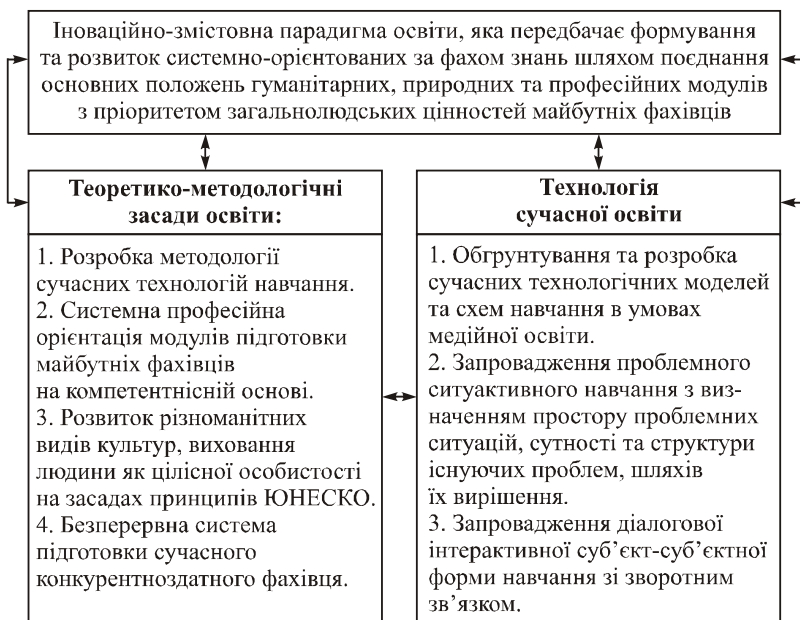 Іноваційно-змістовна парадигма освіти, яка передбачає формування
та розвиток системно-орієнтованих за фахом знань шляхом поєднання
основних положень гуманітарних, природних та професійних модулів
з пріоритетом загальнолюдських цінностей майбутніх фахівців
Теоретико-методологічні
засади освіти:
1. Розробка методології
сучасних технологій навчання.
2. Системна професійна
орієнтація модулів підготовки
майбутніх фахівців
на компетентнісній основі.
3. Розвиток різноманітних
видів культур, виховання
людини як цілісної особистості
на засадах принципів ЮНЕСКО.
4. Безперервна система
підготовки сучасного
конкурентноздатного фахівця.
Технологія
сучасної освіти
1. Обгрунтування та розробка
сучасних технологічних моделей
та схем навчання в умовах
медійної освіти.
2. Запровадження проблемного
ситуактивного навчання з виз-
наченням простору проблемних
ситуацій, сутності та структури
існуючих проблем, шляхів
їх вирішення.
3. Запровадження діалогової
інтерактивної суб’єкт-суб’єктної
форми навчання зі зворотним
зв’язком.